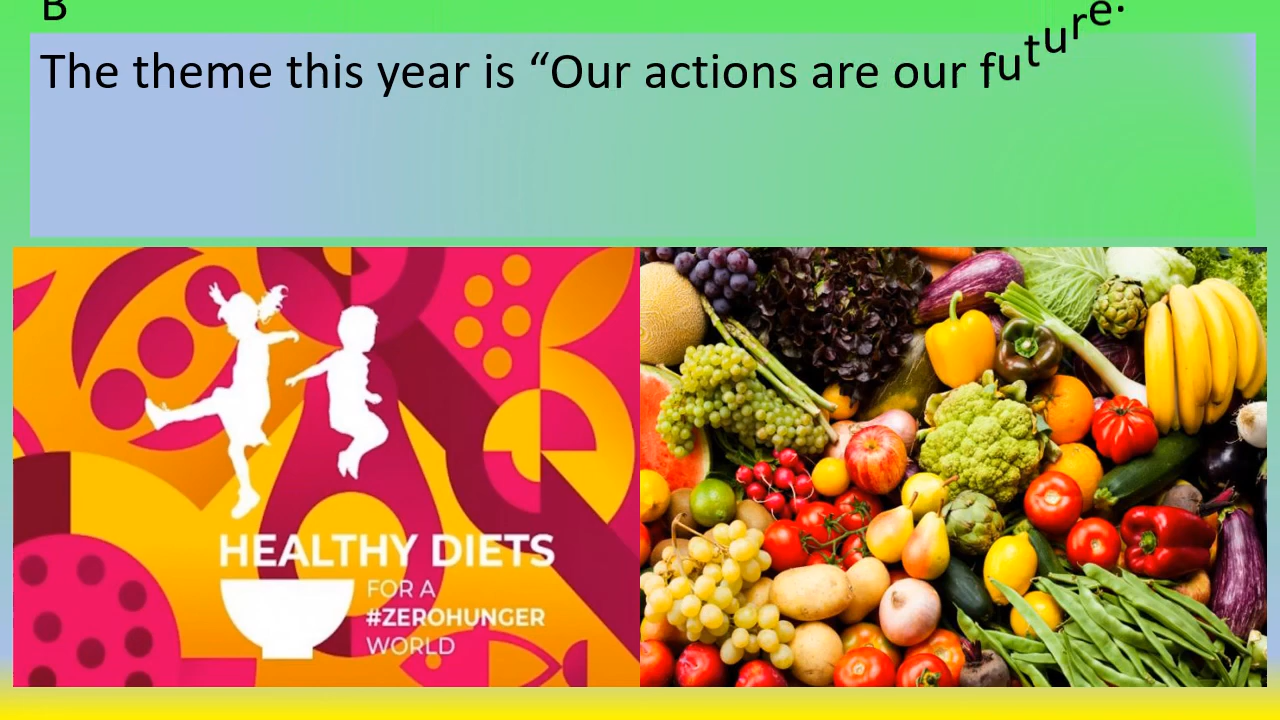 B
The theme this year is “Our actions are our future.
HEALTHY DIETS
FOR A
#ZEROHUNGER
WORLD